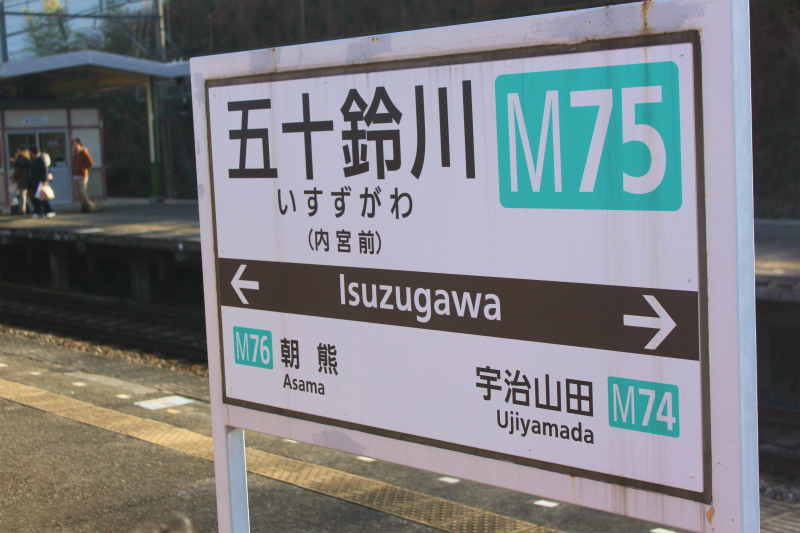 五十鈴川 M75
いすずがわ
(内宮前)
← Isuzugawa →
M76 朝熊
Asama
宇治山田 M74
Ujiyamada